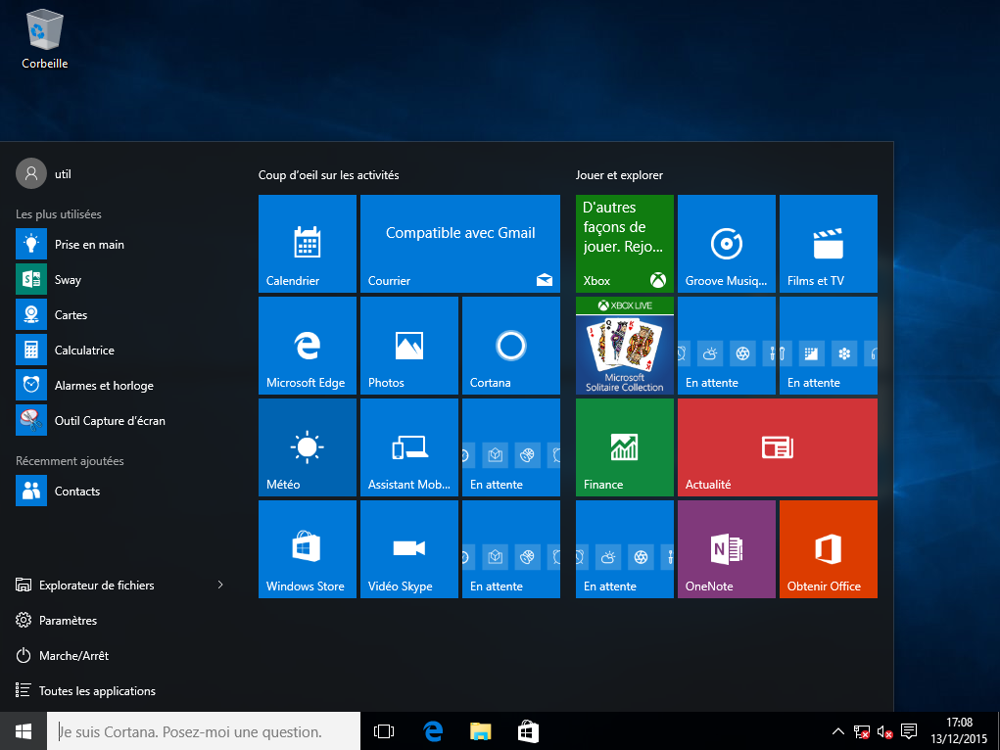 Corbeille
util
Les plus utilisées
Prise en main
Sway
Cartes
Calculatrice
Alarmes et horloge
Outil Capture d'écran
Récemment ajoutées
Contacts
Explorateur de fichiers
Paramètres
Marche/Arrêt
Toutes les applications
Coup d'oeil sur les activités
Calendrier
Compatible avec Gmail
Courrier
Microsoft Edge
Photos
Cortana
Météo
Assistant Mob...
En attente
Windows Store
Vidéo Skype
En attente
Jouer et explorer
D'autres
façons de
jouer. Rejo...
Xbox
Groove Musiq...
Films et TV
XBOX LIVE
Microsoft
Solitaire Collection
En attente
En attente
Finance
Actualité
En attente
N
OneNote
Obtenir Office
Je suis Cortana. Posez-moi une question.
17:08
13/12/2015